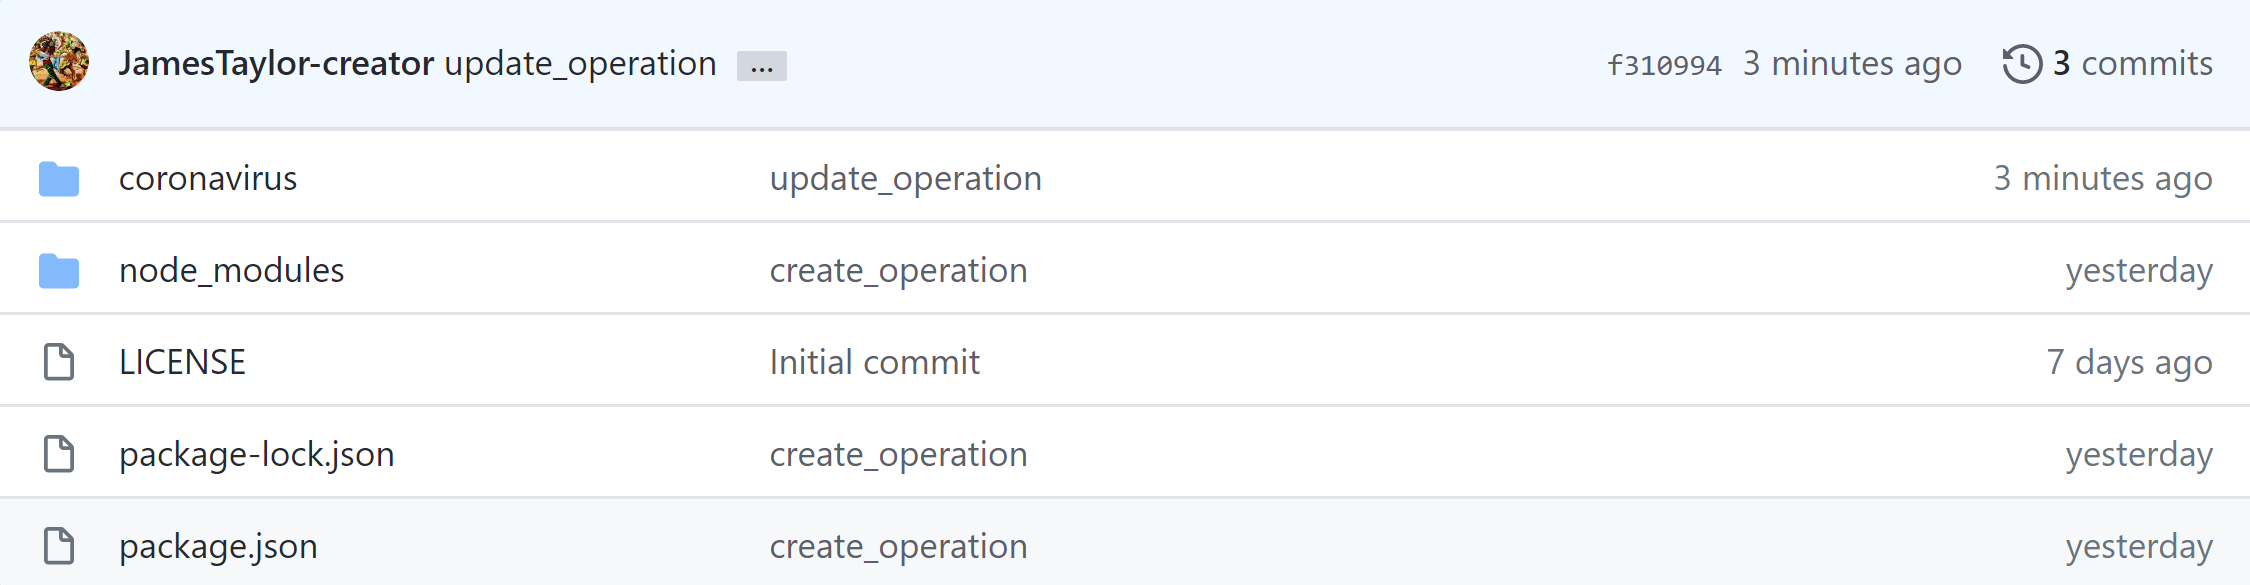 JamesTaylor-creator update_operation ... f310994 3 minutes ago 3 commits
coronavirus update_operation 3 minutes ago
node_modules create_operation yesterday
LICENSE Initial commit 7 days ago
package-lock.json create_operation yesterday
package.json create_operation yesterday